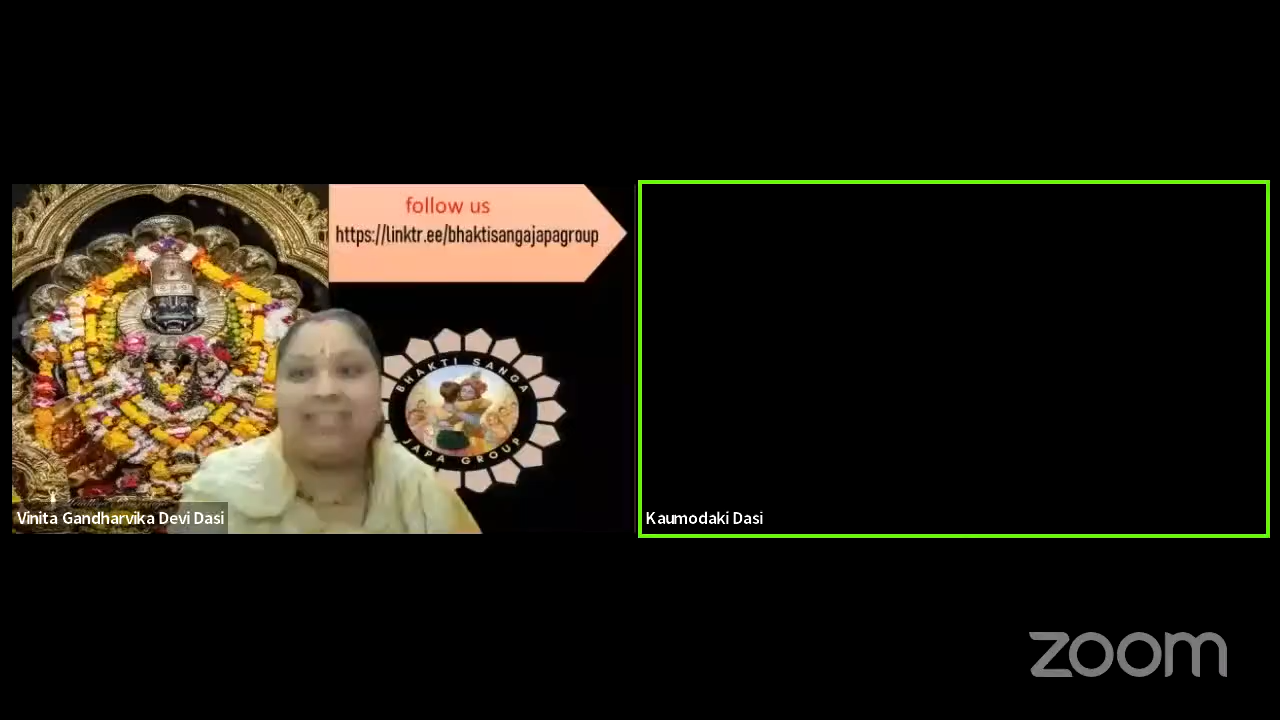 follow us
https://linktr.ee/bhaktisangajapagroup
BHAKTI SANGA
JAPA GROUP
Vinita Gandharvika Devi Dasi
Kaumodaki Dasi
zoom